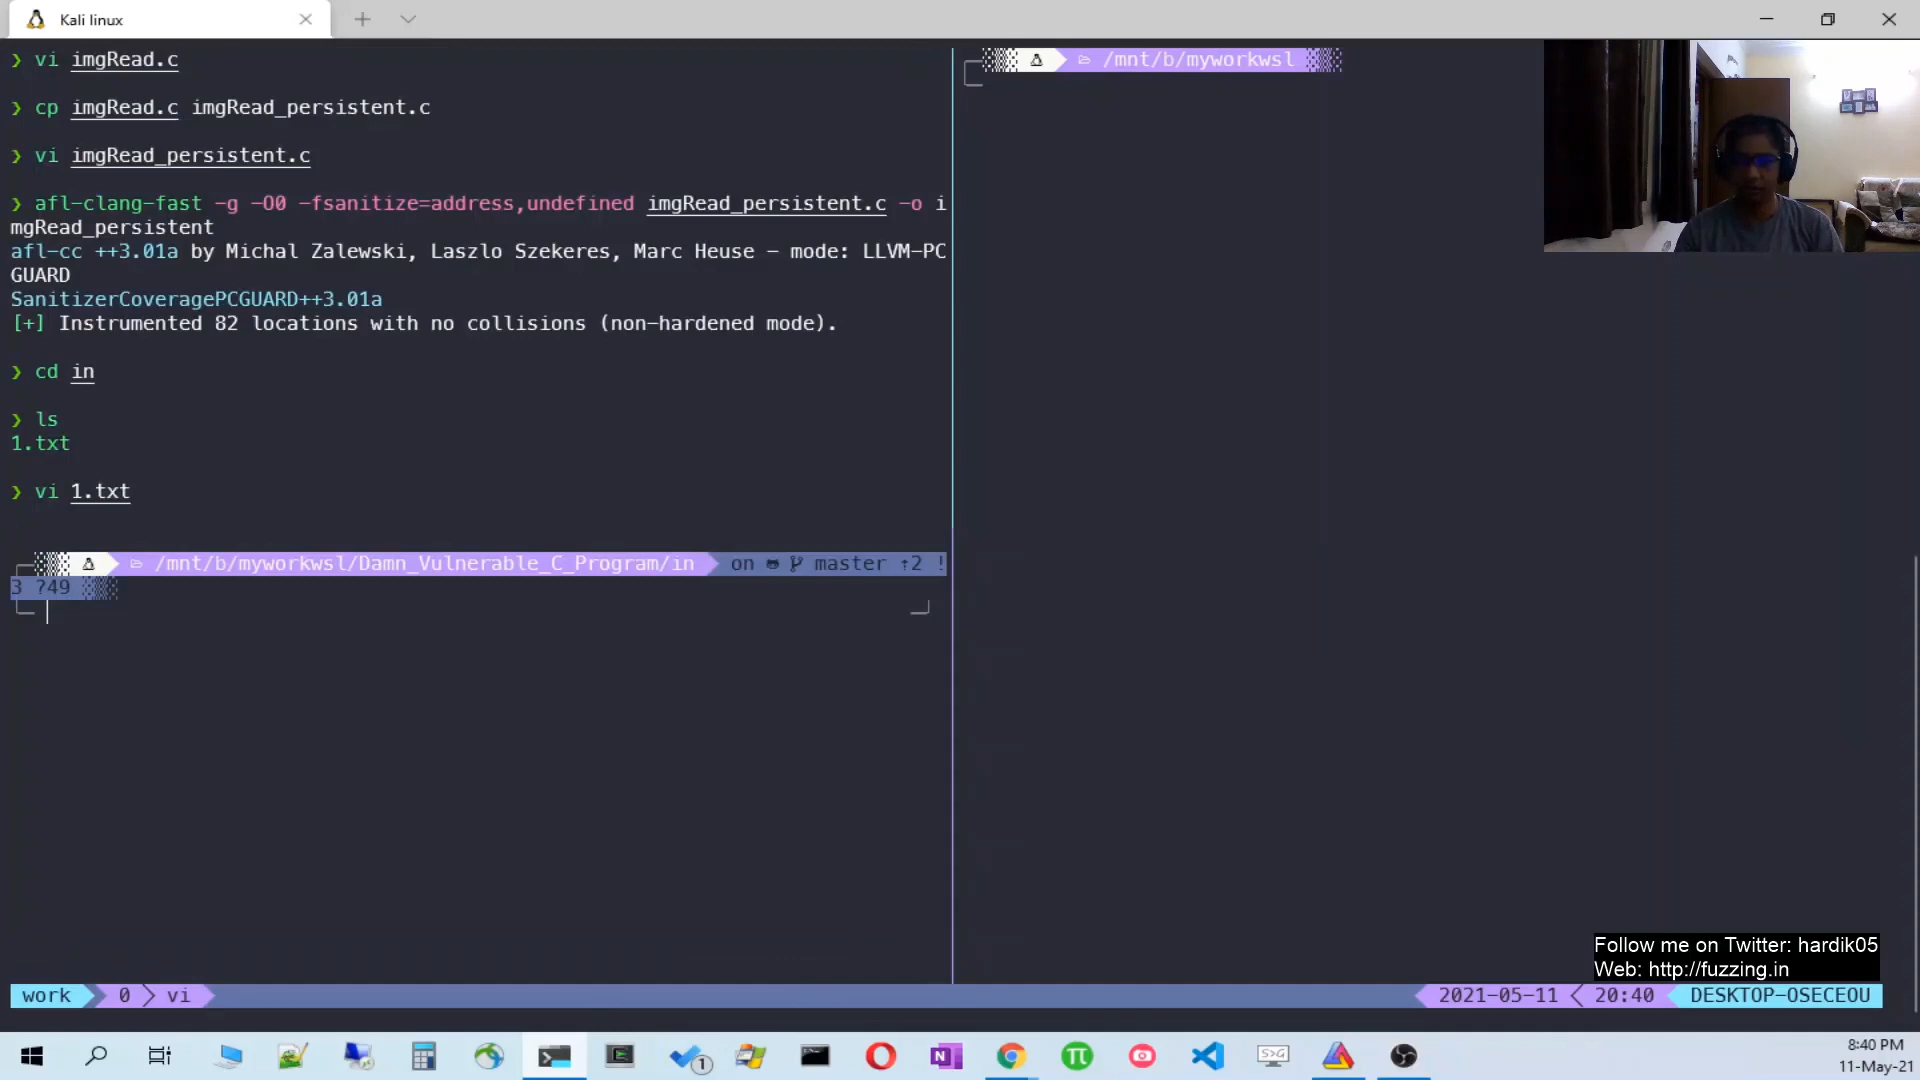 Kali linux
❯ vi imgRead.c
❯ cp imgRead.c imgRead_persistent.c
❯ vi imgRead_persistent.c
❯ afl-clang-fast -g -O0 -fsanitize=address,undefined imgRead_persistent.c -o i
mgRead_persistent
afl-cc ++3.01a by Michal Zalewski, Laszlo Szekeres, Marc Heuse - mode: LLVM-PC
GUARD
SanitizerCoveragePCGUARD++3.01a
[+] Instrumented 82 locations with no collisions (non-hardened mode).
❯ cd in
❯ ls
1.txt
❯ vi 1.txt
/mnt/b/myworkwsl/Damn_Vulnerable_C_Program/in on master ↑2 !
3 ?49
/mnt/b/myworkwsl
Follow me on Twitter: hardik05
Web: http://fuzzing.in
work 0 vi
2021-05-11 20:40 DESKTOP-OSECEOU
1
N
S>G
8:40 PM
11-May-21